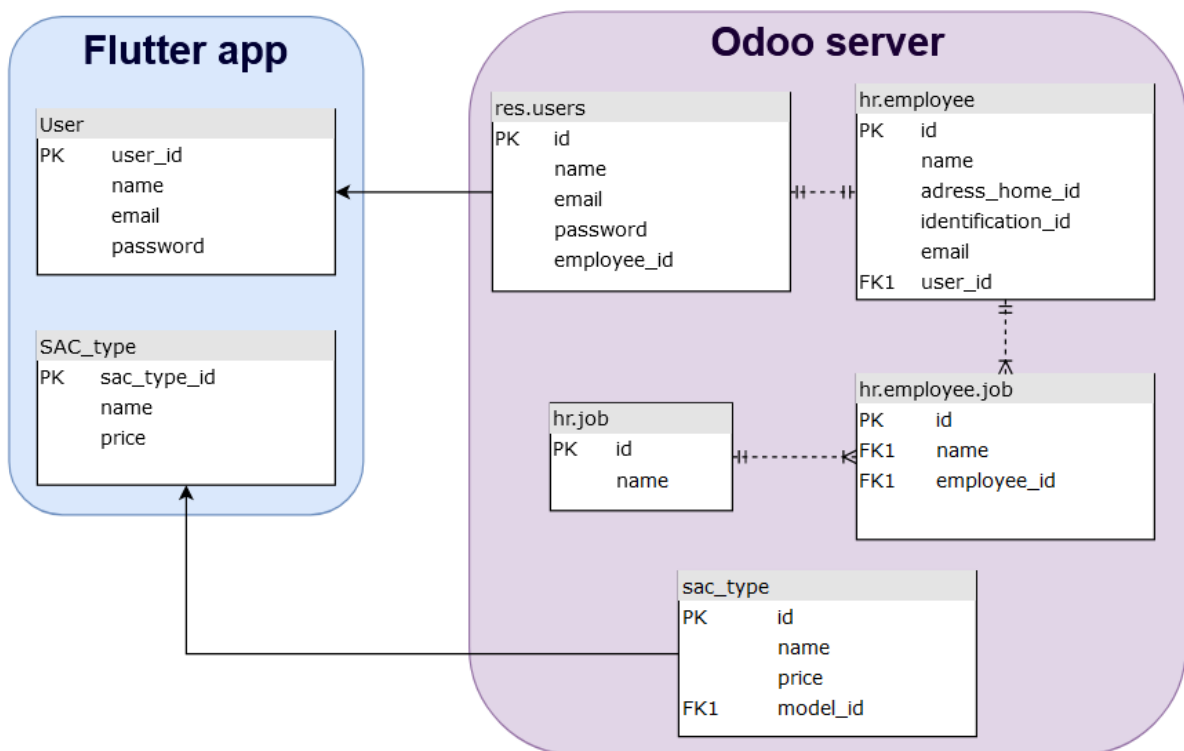 Flutter app
User
PK user_id
name
email
password
SAC_type
PK sac_type_id
name
price
Odoo server
res.users
PK id
name
email
password
employee_id
hr.employee
PK id
name
adress_home_id
identification_id
email
FK1 user_id
hr.job
PK id
name
hr.employee.job
PK id
FK1 name
FK1 employee_id
sac_type
PK id
name
price
FK1 model_id